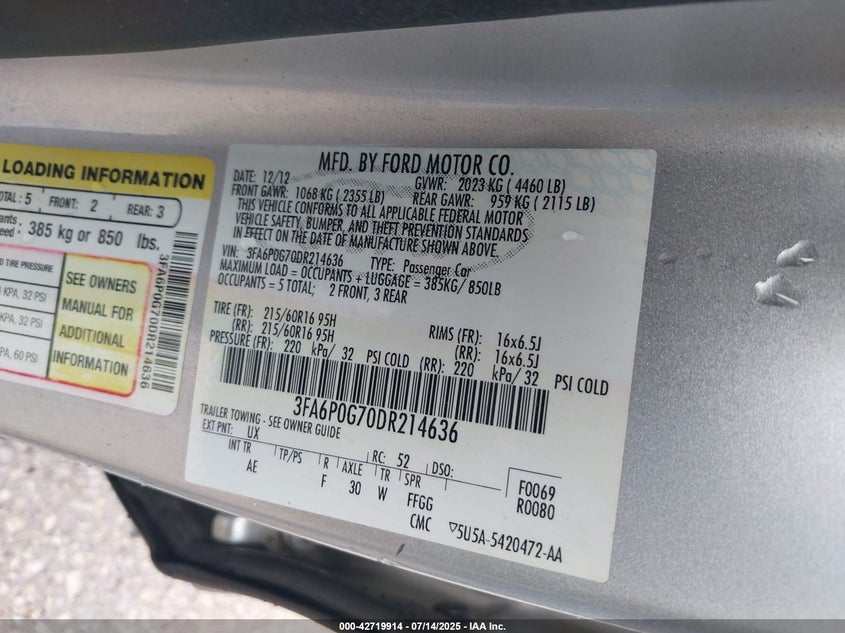 LOADING INFORMATION
OTAL: 5 FRONT: 2 REAR: 3
385 kg or 850 lbs.
TIRE PRESSURE
KPA, 32 PSI
KPA, 32 PSI
KPA, 60 PSI
SEE OWNERS
MANUAL FOR
ADDITIONAL
INFORMATION
3FA6P0G70DR214636
MFD. BY FORD MOTOR CO.
DATE: 12/12 GVWR: 2023 KG ( 4460 LB)
FRONT GAWR: 1068 KG ( 2355 LB) REAR GAWR: 959 KG ( 2115 LB)
THIS VEHICLE CONFORMS TO ALL APPLICABLE FEDERAL MOTOR
VEHICLE SAFETY, BUMPER, AND THEFT PREVENTION STANDARDS
IN EFFECT ON THE DATE OF MANUFACTURE SHOWN ABOVE.
VIN: 3FA6P0G70DR214636 TYPE: Passenger Car
MAXIMUM LOAD = OCCUPANTS + LUGGAGE = 385KG/ 850LB
OCCUPANTS = 5 TOTAL; 2 FRONT, 3 REAR
TIRE (FR): 215/60R16 95H RIMS (FR): 16x6.5J
(RR): 215/60R16 95H (RR): 16x6.5J
PRESSURE (FR): 220 kPa/ 32 PSI COLD (RR): 220 kPa/ 32 PSI COLD
3FA6P0G70DR214636
TRAILER TOWING - SEE OWNER GUIDE
EXT PNT: UX RC: 52 DSO:
INT TR TP/PS R AXLE TR SPR
AE F 30 W FFGG
CMC
F0069
R0080
5U5A-5420472-AA
000-42719914 - 07/14/2025 - IAA Inc.